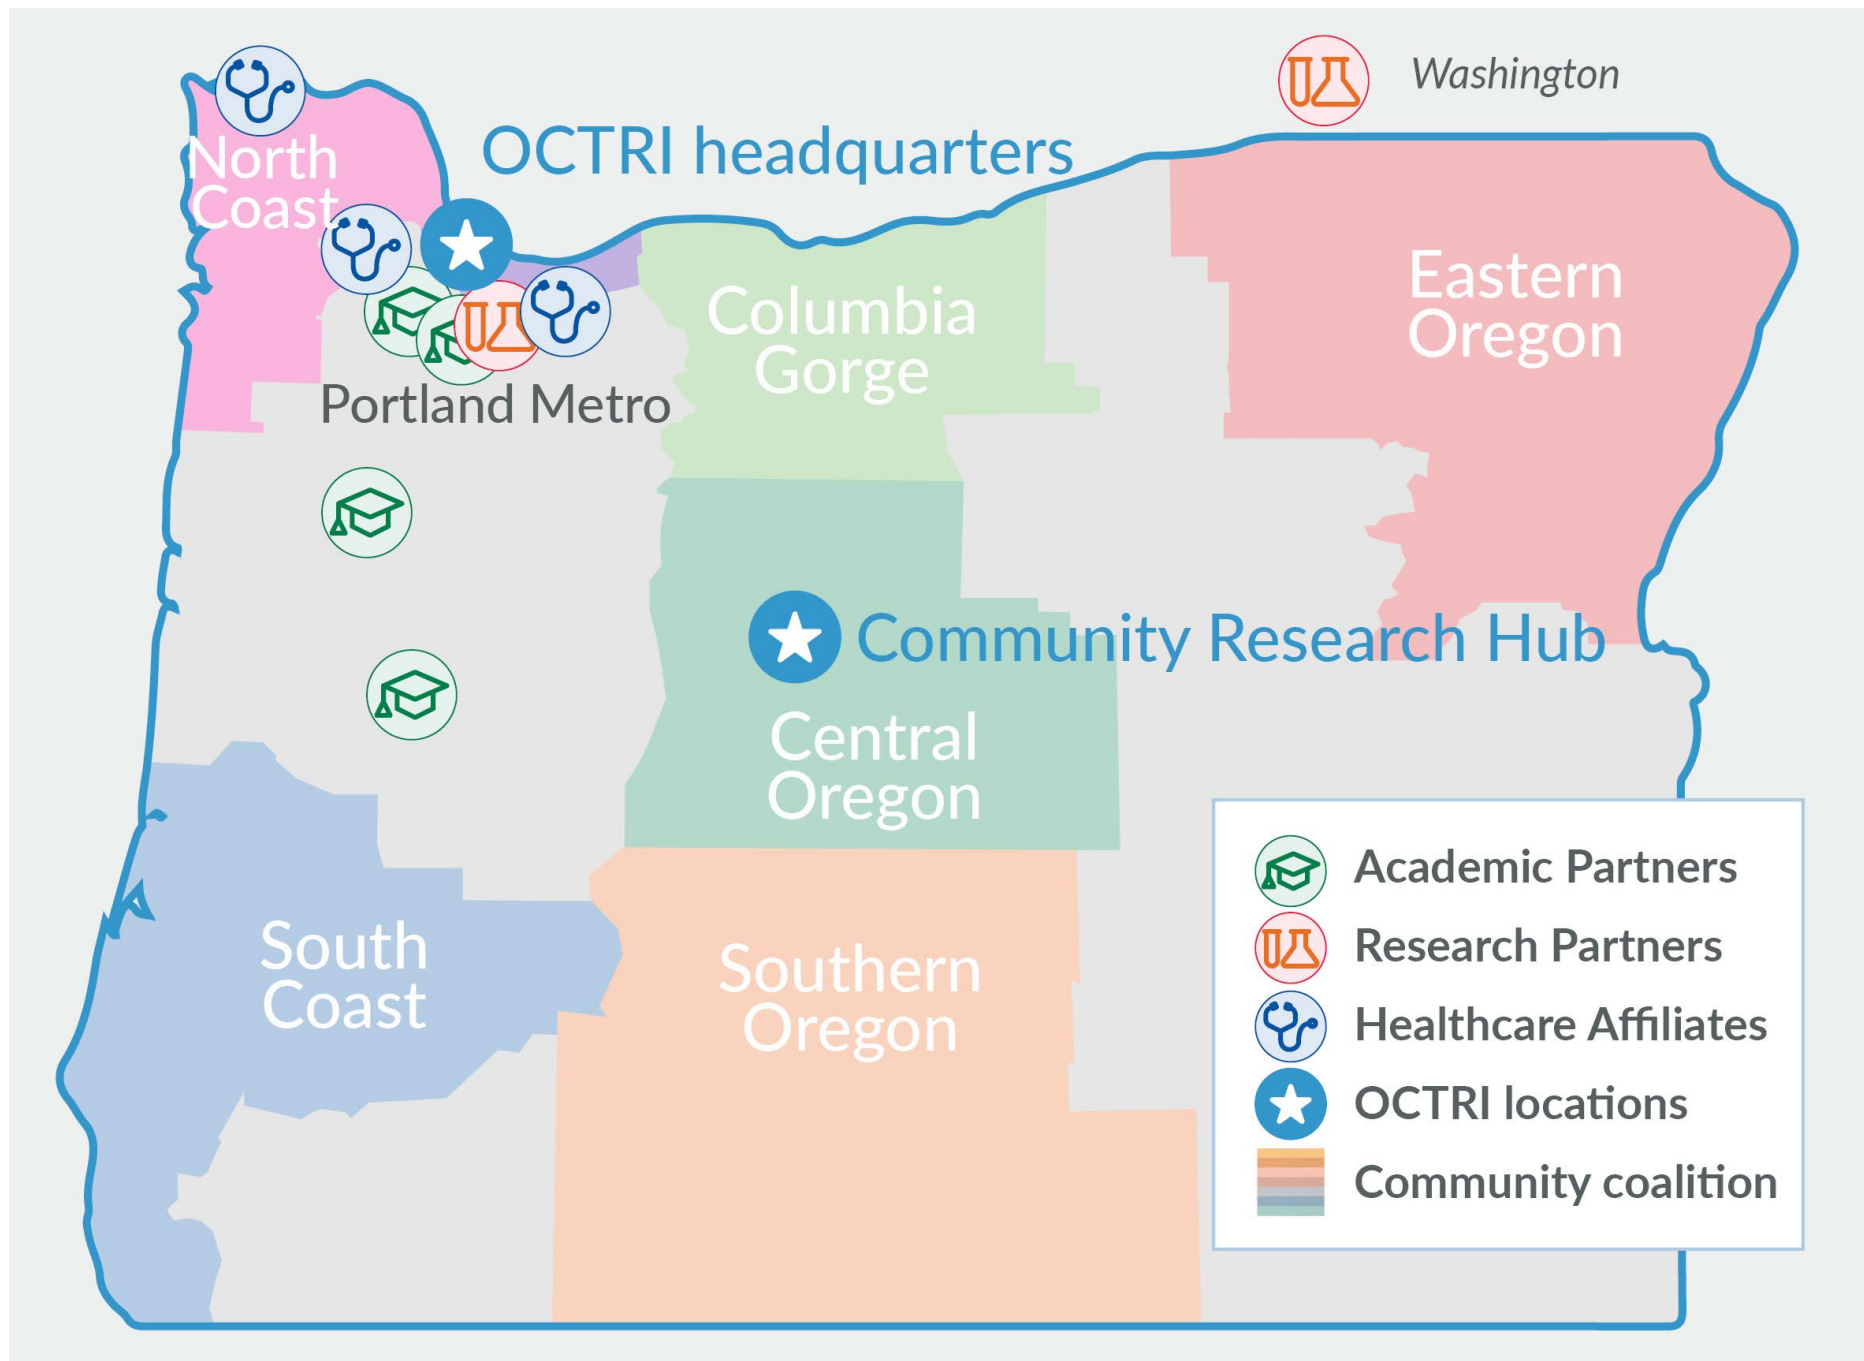 Washington
OCTRI headquarters
North
Coast
Eastern
Oregon
Columbia
Gorge
Portland Metro
Community Research Hub
Central
Oregon
South
Coast
Southern
Oregon
Academic Partners
Research Partners
Healthcare Affiliates
OCTRI locations
Community coalition